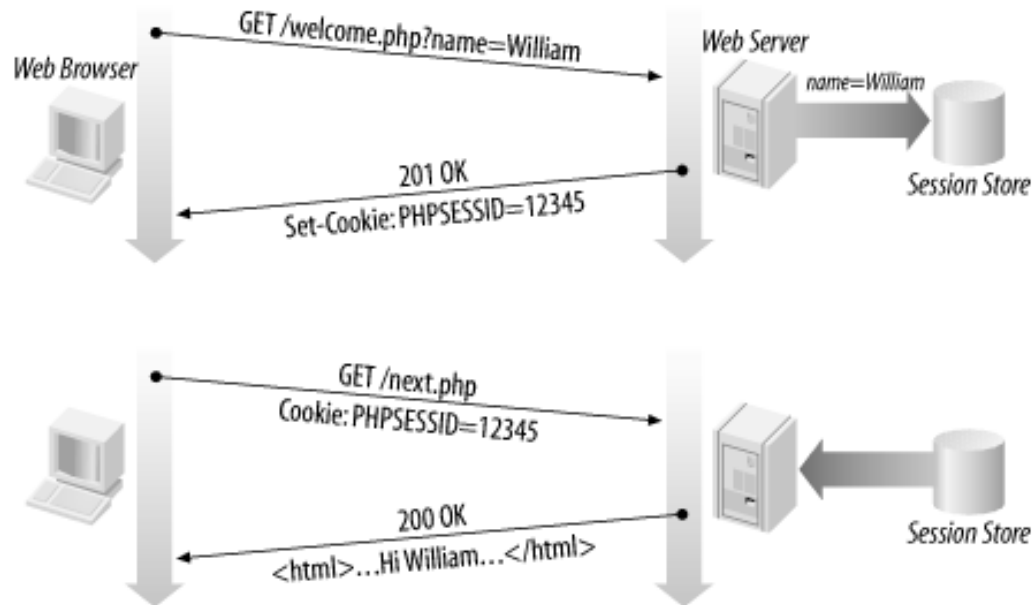 GET /welcome.php?name=William
Web Browser
Web Server
name=William
Session Store
201 OK
Set-Cookie: PHPSESSID=12345
GET /next.php
Cookie: PHPSESSID=12345
Session Store
200 OK
<html>...Hi William...</html>